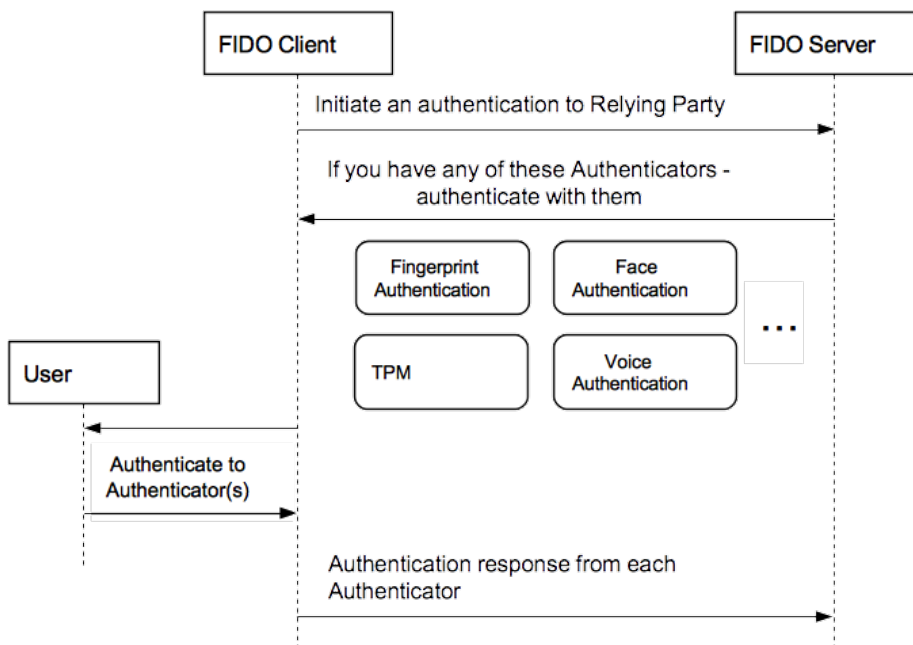 FIDO Client
FIDO Server
Initiate an authentication to Relying Party
If you have any of these Authenticators -
authenticate with them
Fingerprint
Authentication
Face
Authentication
...
TPM
Voice
Authentication
User
Authenticate to
Authenticator(s)
Authentication response from each
Authenticator